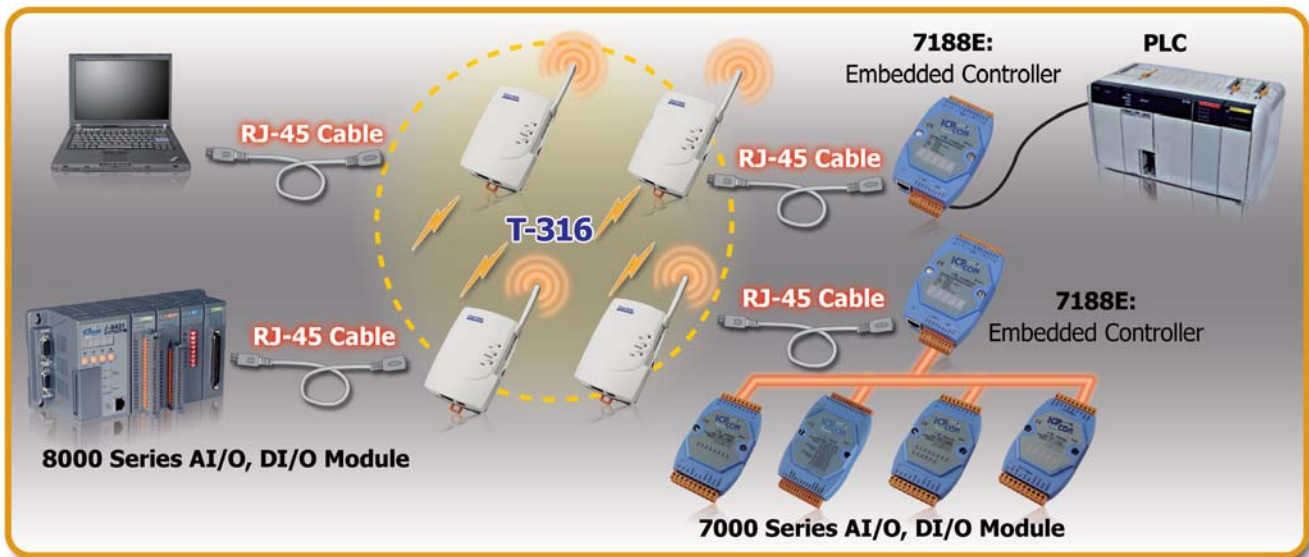 7188E:
Embedded Controller
PLC
RJ-45 Cable
RJ-45 Cable
T-316
RJ-45 Cable
RJ-45 Cable
7188E:
Embedded Controller
8000 Series AI/O, DI/O Module
7000 Series AI/O, DI/O Module